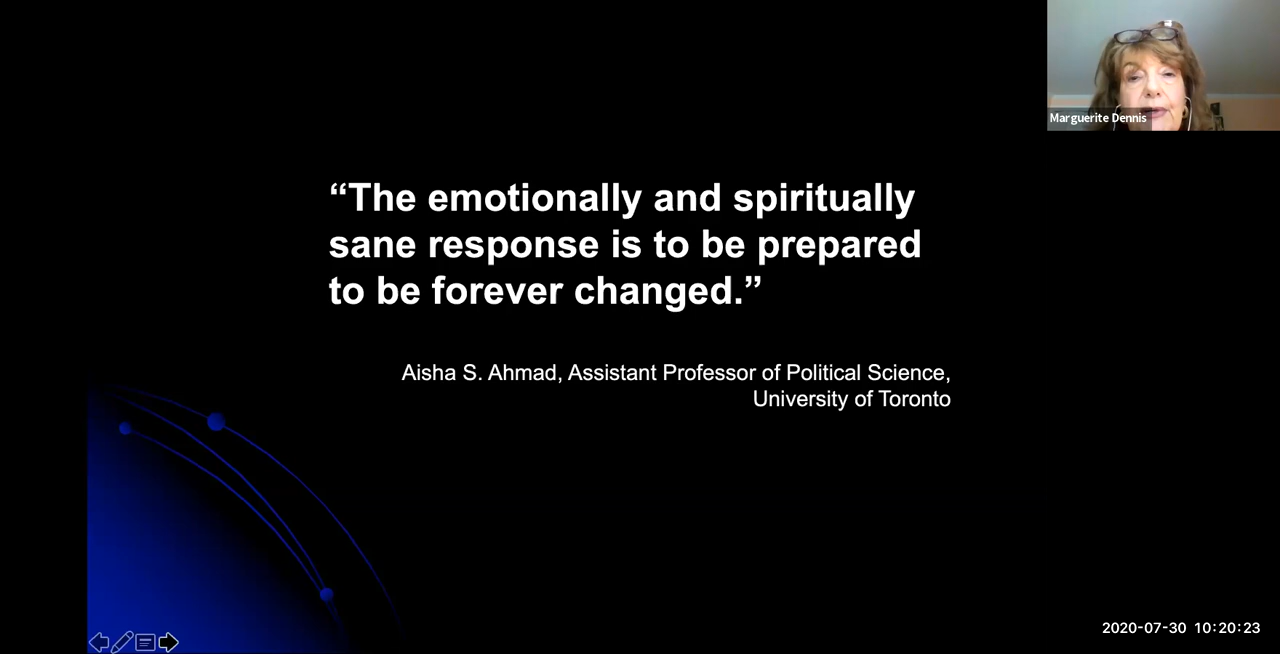 Marguerite Dennis
“The emotionally and spiritually
sane response is to be prepared
to be forever changed.”
Aisha S. Ahmad, Assistant Professor of Political Science,
University of Toronto
2020-07-30 10:20:23